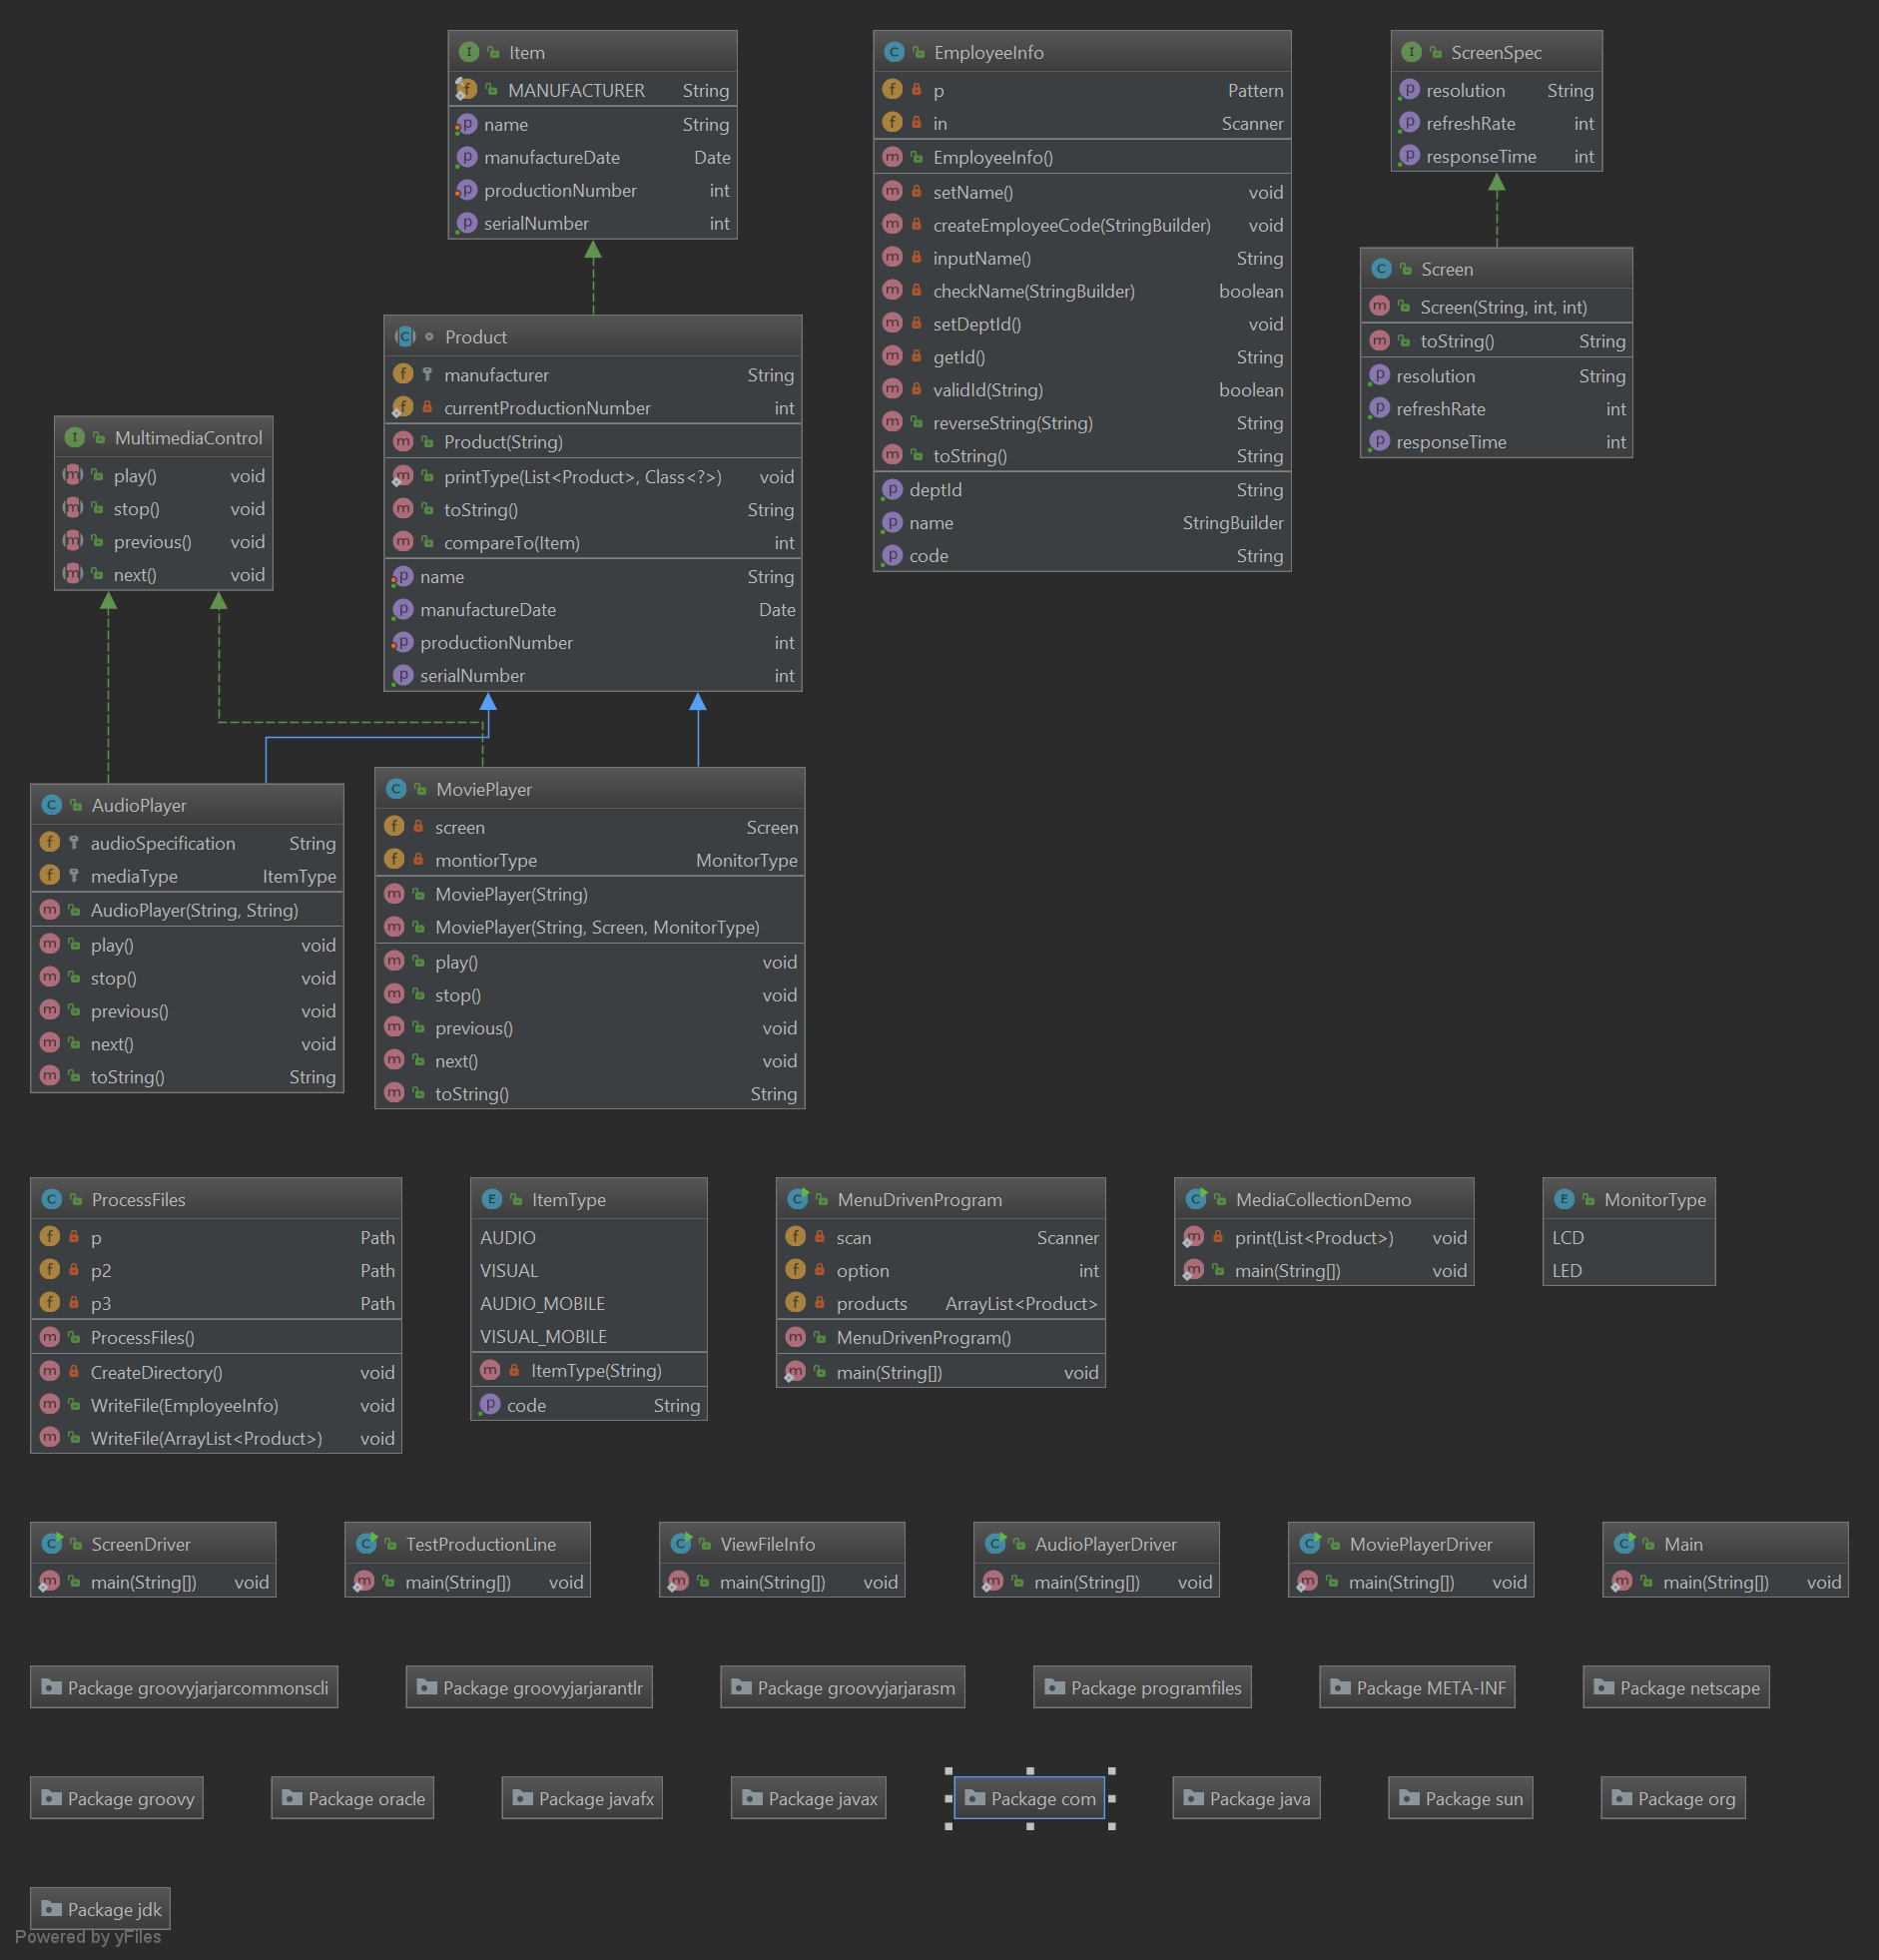 Item
MANUFACTURER String
name String
manufactureDate Date
productionNumber int
serialNumber int
EmployeeInfo
p Pattern
in Scanner
EmployeeInfo()
setName() void
createEmployeeCode(StringBuilder) void
inputName() String
checkName(StringBuilder) boolean
setDeptId() void
getId() String
validId(String) boolean
reverseString(String) String
toString() String
deptId String
name StringBuilder
code String
ScreenSpec
resolution String
refreshRate int
responseTime int
Screen
Screen(String, int, int)
toString() String
resolution String
refreshRate int
responseTime int
Product
manufacturer String
currentProductionNumber int
Product(String)
printType(List<Product>, Class<?>) void
toString() String
compareTo(Item) int
name String
manufactureDate Date
productionNumber int
serialNumber int
MultimediaControl
play() void
stop() void
previous() void
next() void
AudioPlayer
audioSpecification String
mediaType ItemType
AudioPlayer(String, String)
play() void
stop() void
previous() void
next() void
toString() String
MoviePlayer
screen Screen
montiorType MonitorType
MoviePlayer(String)
MoviePlayer(String, Screen, MonitorType)
play() void
stop() void
previous() void
next() void
toString() String
ProcessFiles
p Path
p2 Path
p3 Path
ProcessFiles()
CreateDirectory() void
WriteFile(EmployeeInfo) void
WriteFile(ArrayList<Product>) void
ItemType
AUDIO
VISUAL
AUDIO_MOBILE
VISUAL_MOBILE
ItemType(String)
code String
MenuDrivenProgram
scan Scanner
option int
products ArrayList<Product>
MenuDrivenProgram()
main(String[]) void
MediaCollectionDemo
print(List<Product>) void
main(String[]) void
MonitorType
LCD
LED
ScreenDriver
main(String[]) void
TestProductionLine
main(String[]) void
ViewFileInfo
main(String[]) void
AudioPlayerDriver
main(String[]) void
MoviePlayerDriver
main(String[]) void
Main
main(String[]) void
Package groovyjarjarcommonscli
Package groovyjarjarantlr
Package groovyjarjarasm
Package programfiles
Package META-INF
Package netscape
Package groovy
Package oracle
Package javafx
Package javax
Package com
Package java
Package sun
Package org
Package jdk
Powered by yFiles